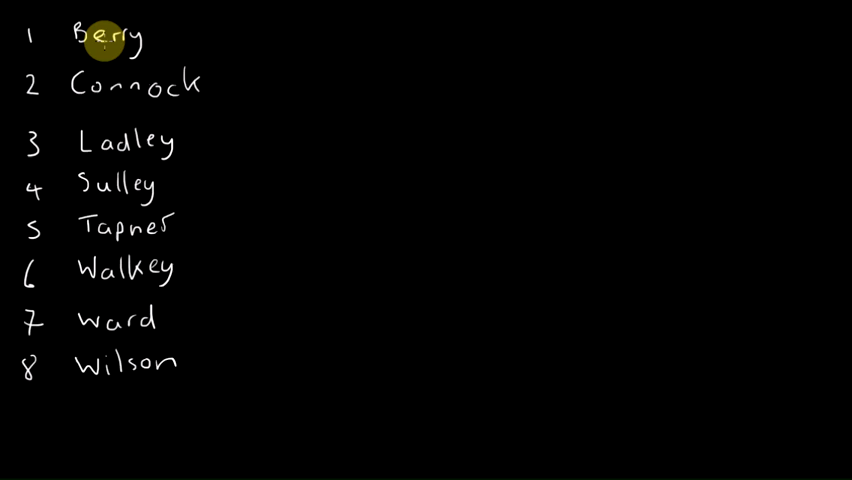 1 Berry
2 Connock
3 Ladley
4 Sulley
5 Tapner
6 Walkey
7 Ward
8 Wilson